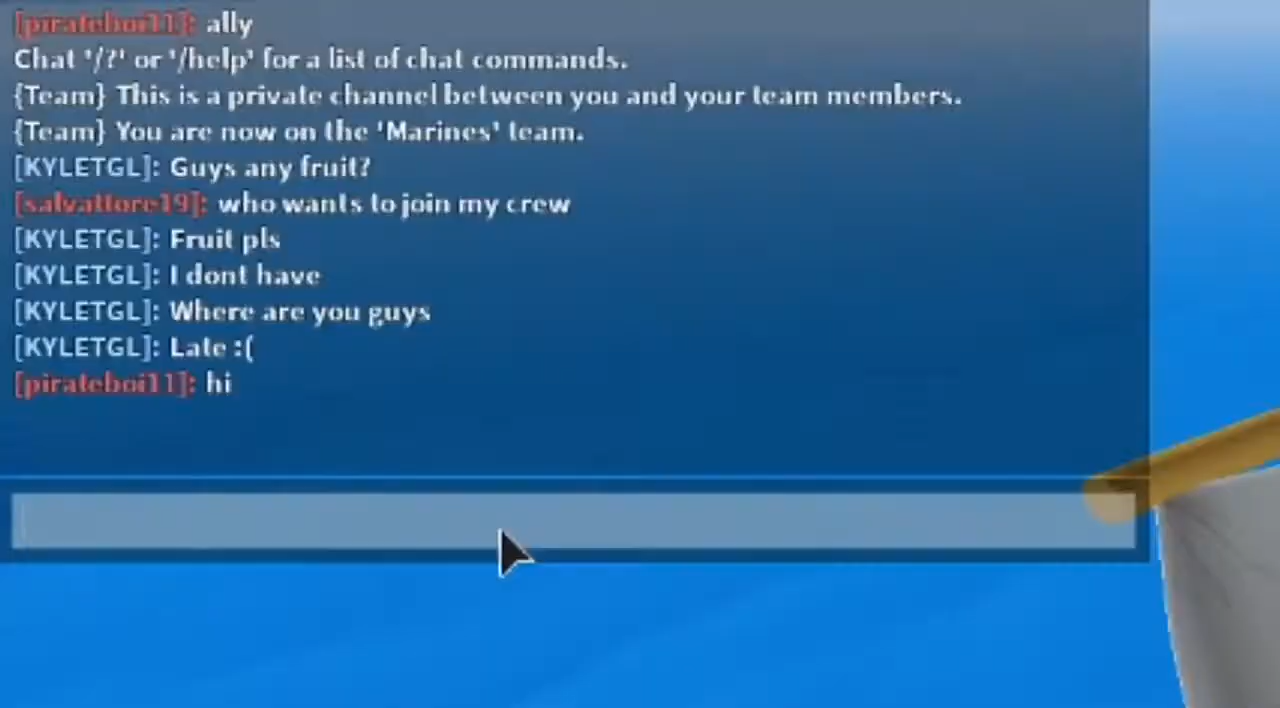 [pirateboi11]: ally
Chat '/?' or '/help' for a list of chat commands.
{Team} This is a private channel between you and your team members.
{Team} You are now on the 'Marines' team.
[KYLETGL]: Guys any fruit?
[salvattore19]: who wants to join my crew
[KYLETGL]: Fruit pls
[KYLETGL]: I dont have
[KYLETGL]: Where are you guys
[KYLETGL]: Late :(
[pirateboi11]: hi